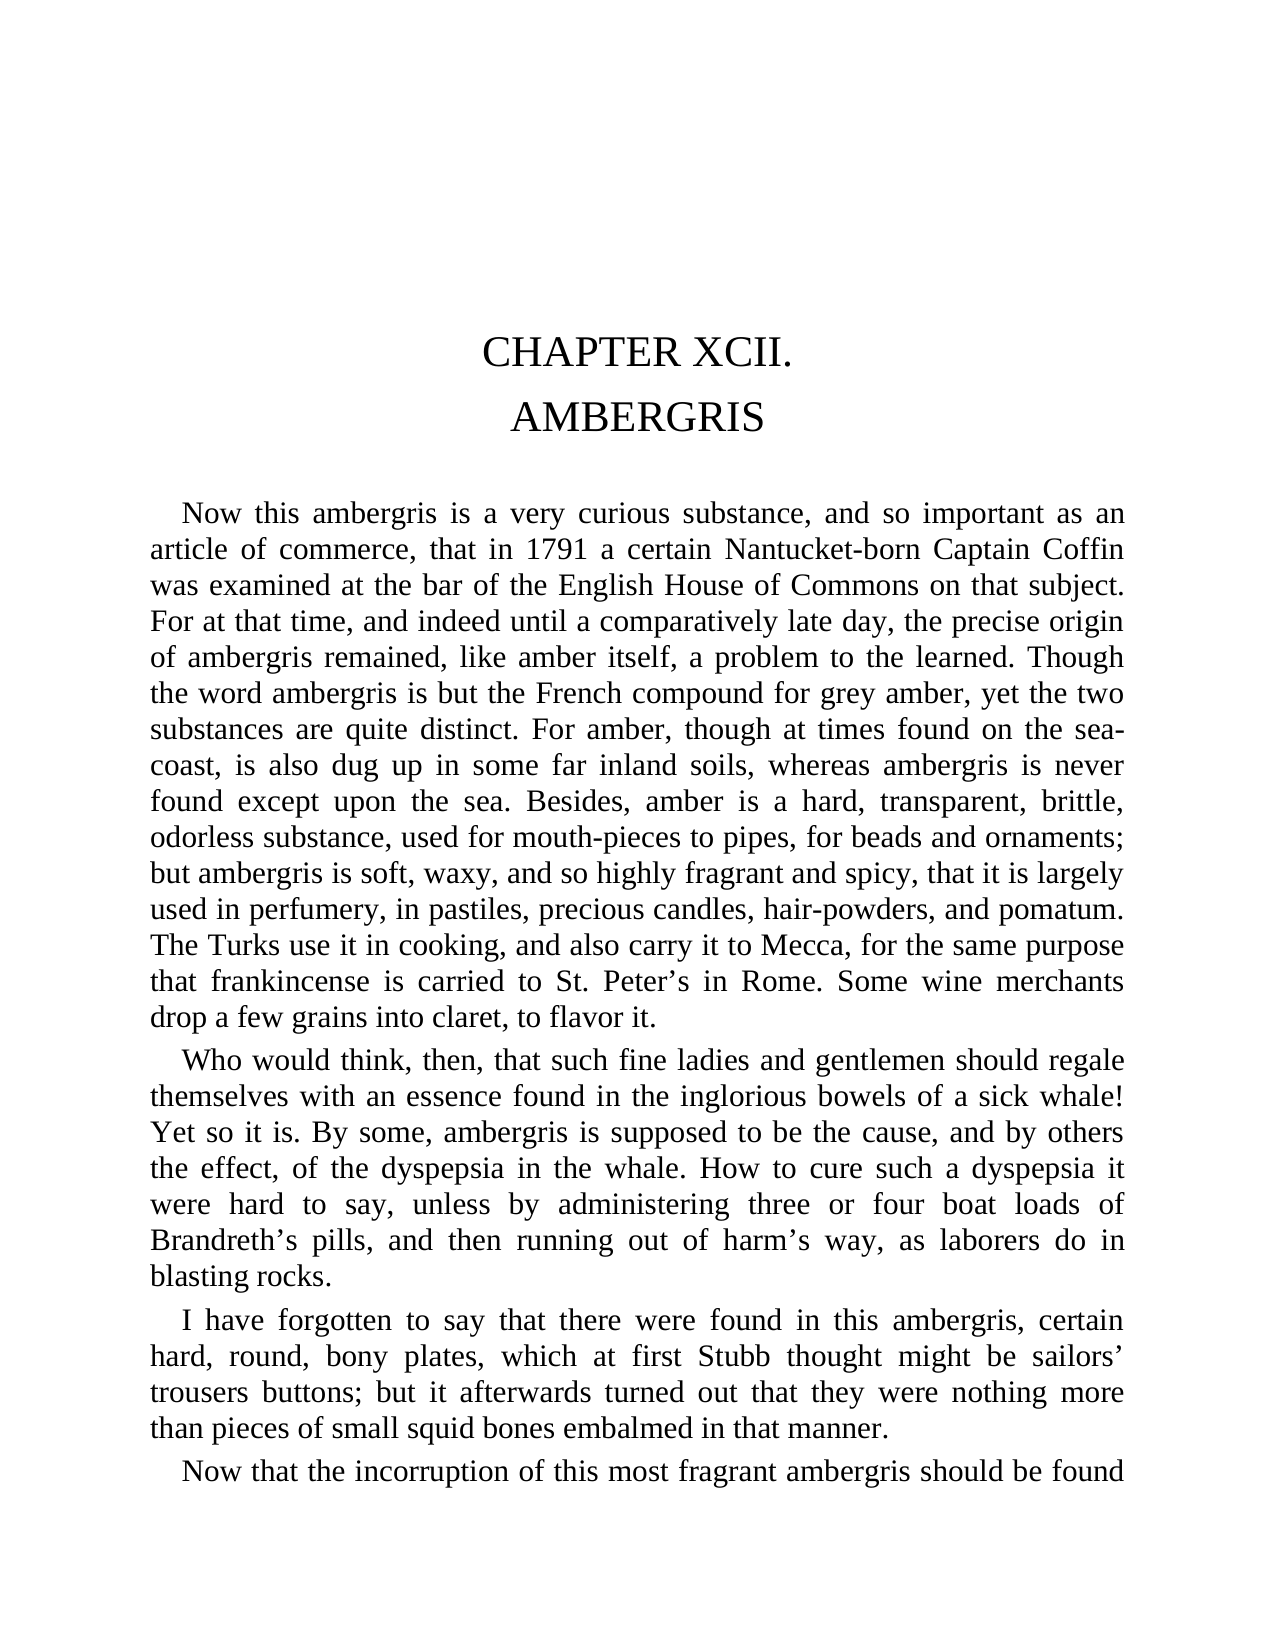 CHAPTER XCII.
AMBERGRIS
Now this ambergris is a very curious substance, and so important as an
article of commerce, that in 1791 a certain Nantucket-born Captain Coffin
was examined at the bar of the English House of Commons on that subject.
For at that time, and indeed until a comparatively late day, the precise origin
of ambergris remained, like amber itself, a problem to the learned. Though
the word ambergris is but the French compound for grey amber, yet the two
substances are quite distinct. For amber, though at times found on the sea-
coast, is also dug up in some far inland soils, whereas ambergris is never
found except upon the sea. Besides, amber is a hard, transparent, brittle,
odorless substance, used for mouth-pieces to pipes, for beads and ornaments;
but ambergris is soft, waxy, and so highly fragrant and spicy, that it is largely
used in perfumery, in pastiles, precious candles, hair-powders, and pomatum.
The Turks use it in cooking, and also carry it to Mecca, for the same purpose
that frankincense is carried to St. Peter’s in Rome. Some wine merchants
drop a few grains into claret, to flavor it.
Who would think, then, that such fine ladies and gentlemen should regale
themselves with an essence found in the inglorious bowels of a sick whale!
Yet so it is. By some, ambergris is supposed to be the cause, and by others
the effect, of the dyspepsia in the whale. How to cure such a dyspepsia it
were hard to say, unless by administering three or four boat loads of
Brandreth’s pills, and then running out of harm’s way, as laborers do in
blasting rocks.
I have forgotten to say that there were found in this ambergris, certain
hard, round, bony plates, which at first Stubb thought might be sailors’
trousers buttons; but it afterwards turned out that they were nothing more
than pieces of small squid bones embalmed in that manner.
Now that the incorruption of this most fragrant ambergris should be found